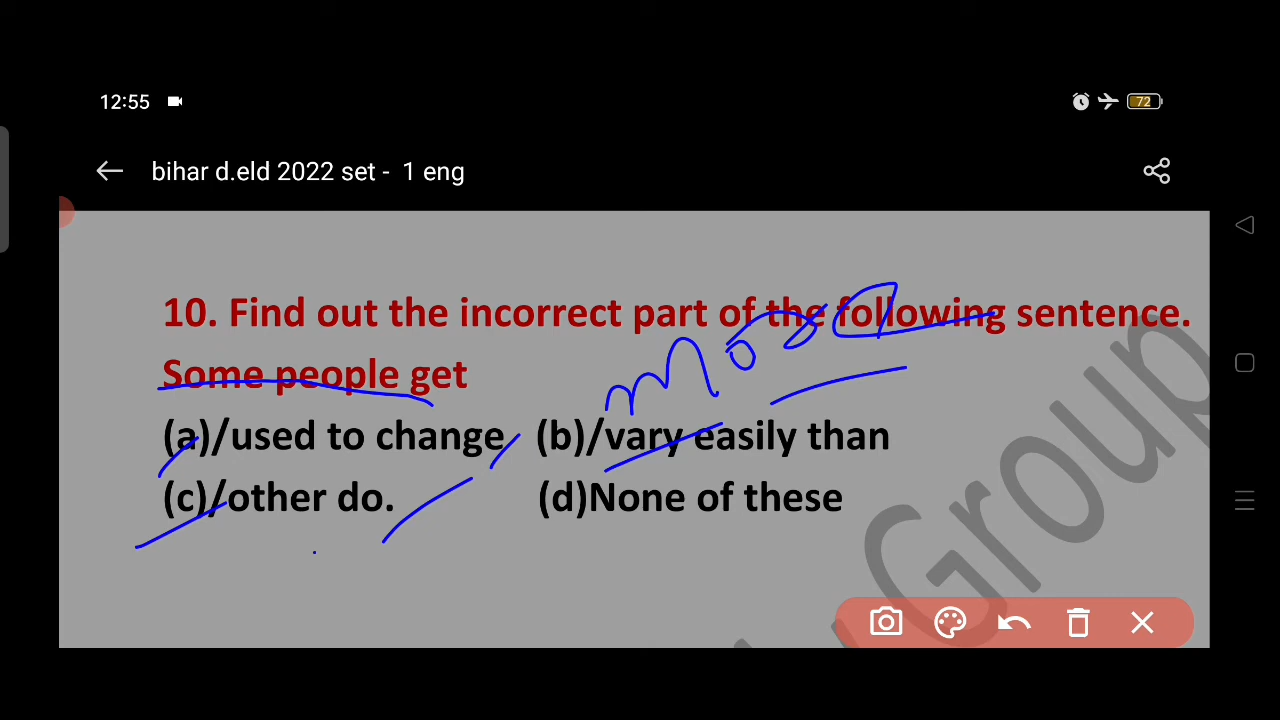 12:55 72
bihar d.eld 2022 set - 1 eng
10. Find out the incorrect part of the following sentence.
Some people get
more
(a)/used to change (b)/vary easily than
(c)/other do. (d)None of these
Group